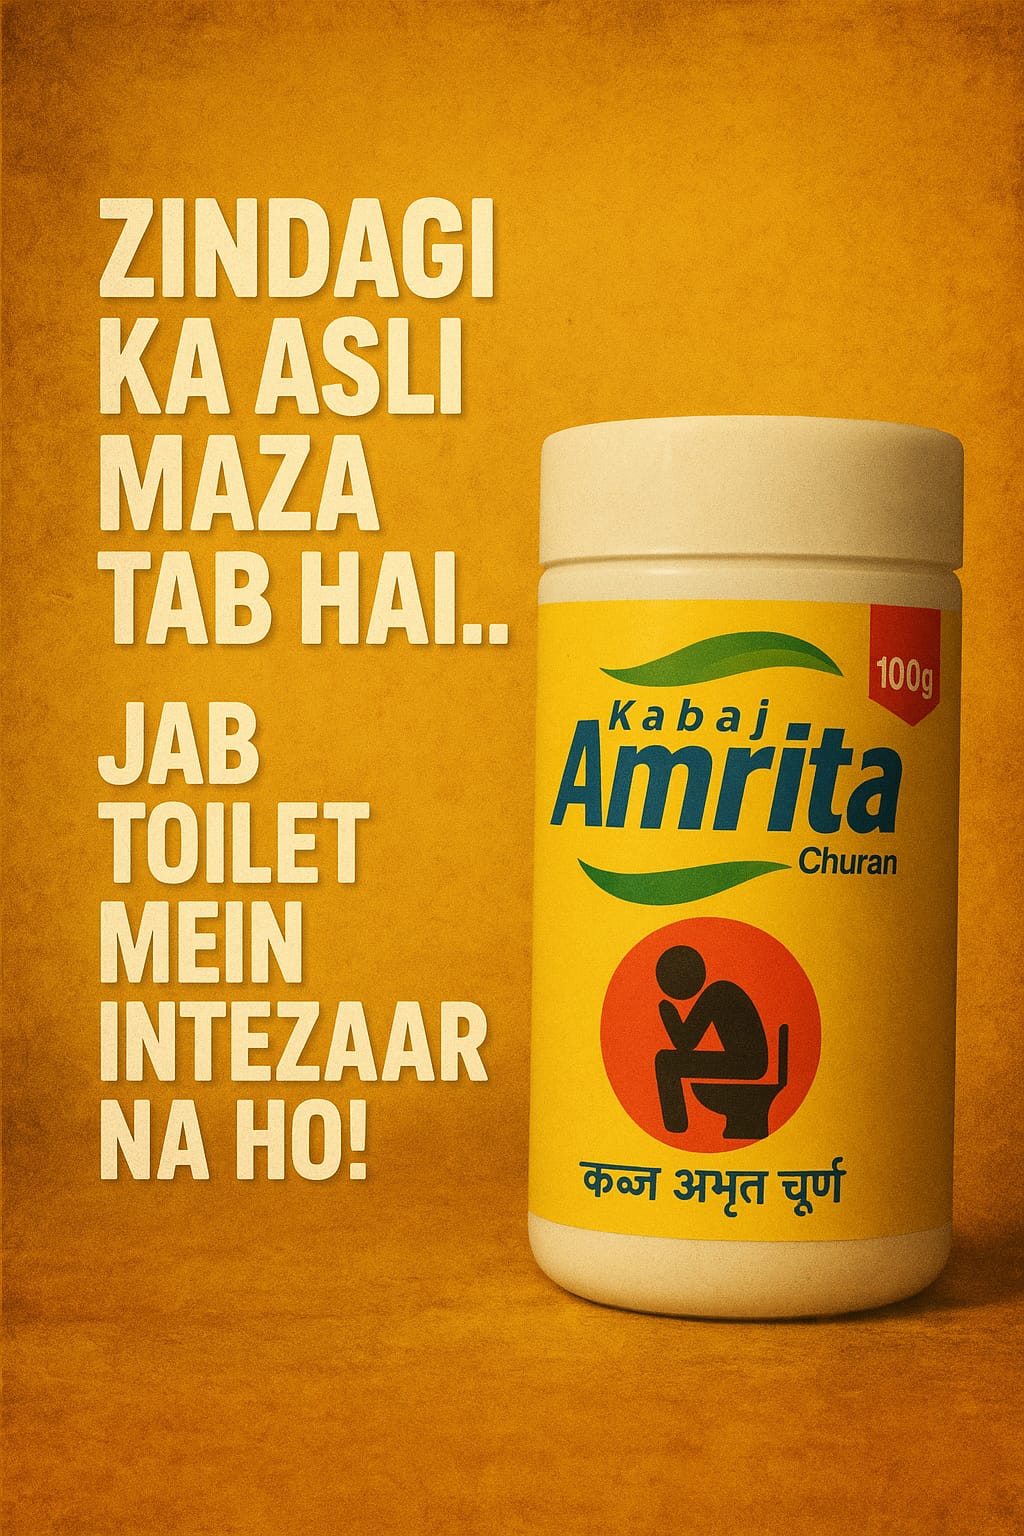 ZINDAGI
KA ASLI
MAZA
TAB HAI..
JAB
TOILET
MEIN
INTEZAAR
NA HO!
100g
Kabaj
Amrita
Churan
कब्ज अभृत चूर्ण